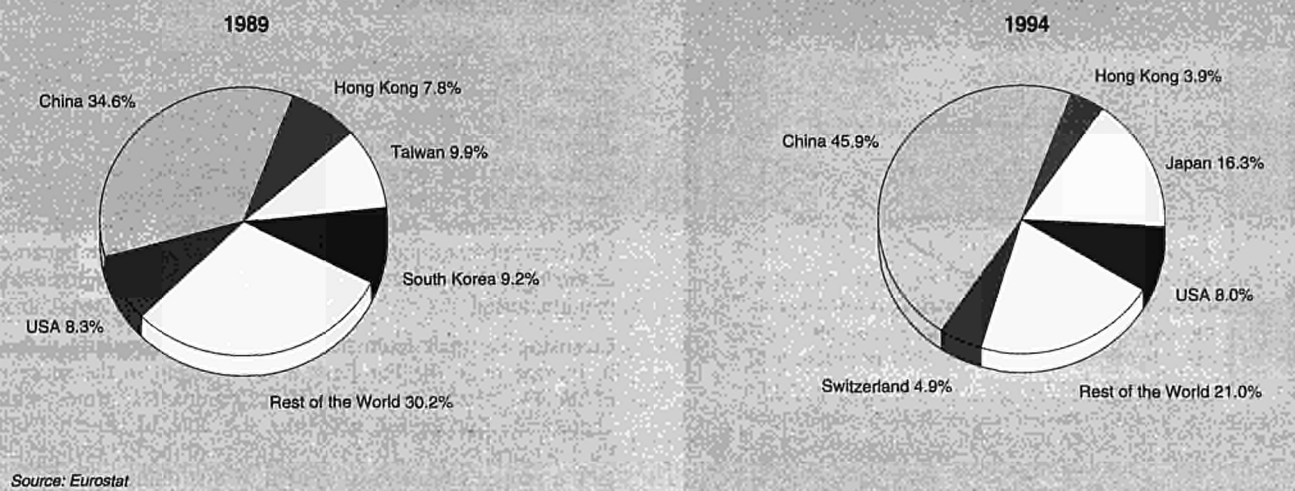 1989
China 34.6%
Hong Kong 7.8%
Taiwan 9.9%
South Korea 9.2%
USA 8.3%
Rest of the World 30.2%
1994
Hong Kong 3.9%
China 45.9%
Japan 16.3%
USA 8.0%
Switzerland 4.9%
Rest of the World 21.0%
Source: Eurostat